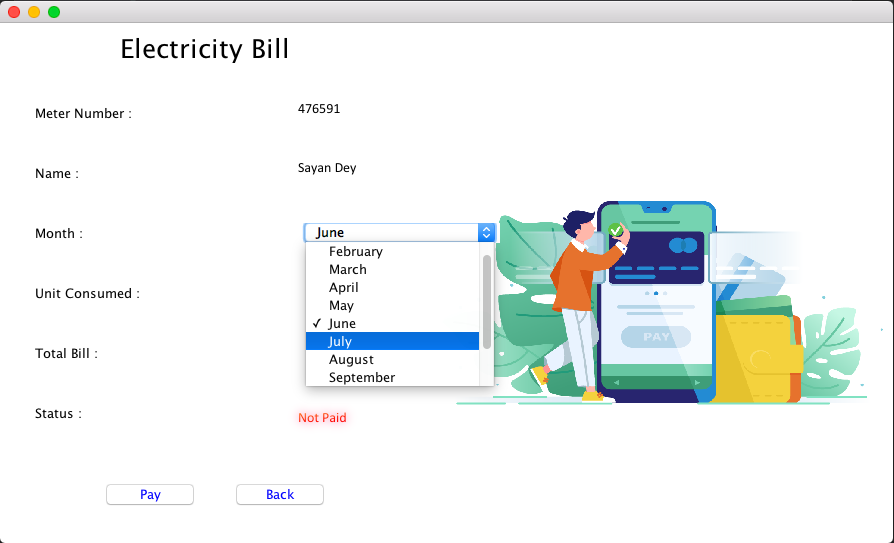 Electricity Bill
Meter Number :
476591
Name :
Sayan Dey
Month :
June
February
March
April
May
✓ June
July
August
September
Unit Consumed :
Total Bill :
Status :
Not Paid
PAY
Pay
Back